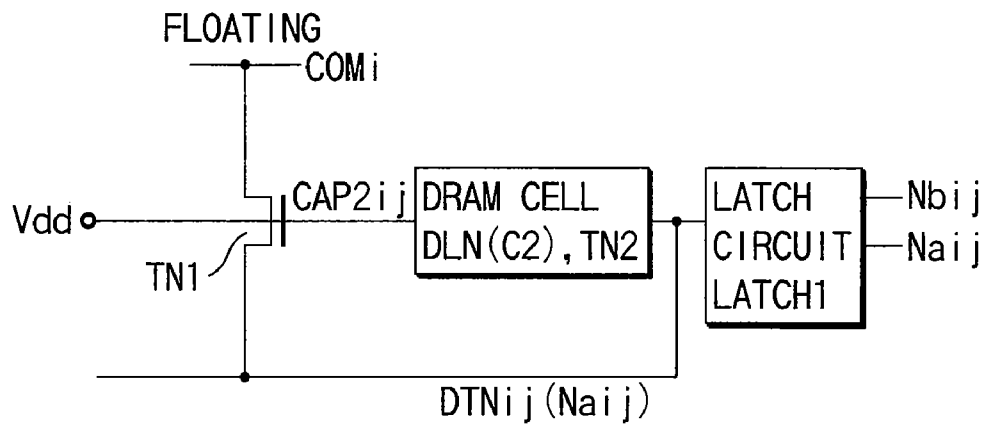 FLOATING
COMi
CAP2ij
Vdd
TN1
DRAM CELL
DLN(C2),TN2
LATCH
CIRCUIT
LATCH1
Nbij
Naij
DTNij(Naij)